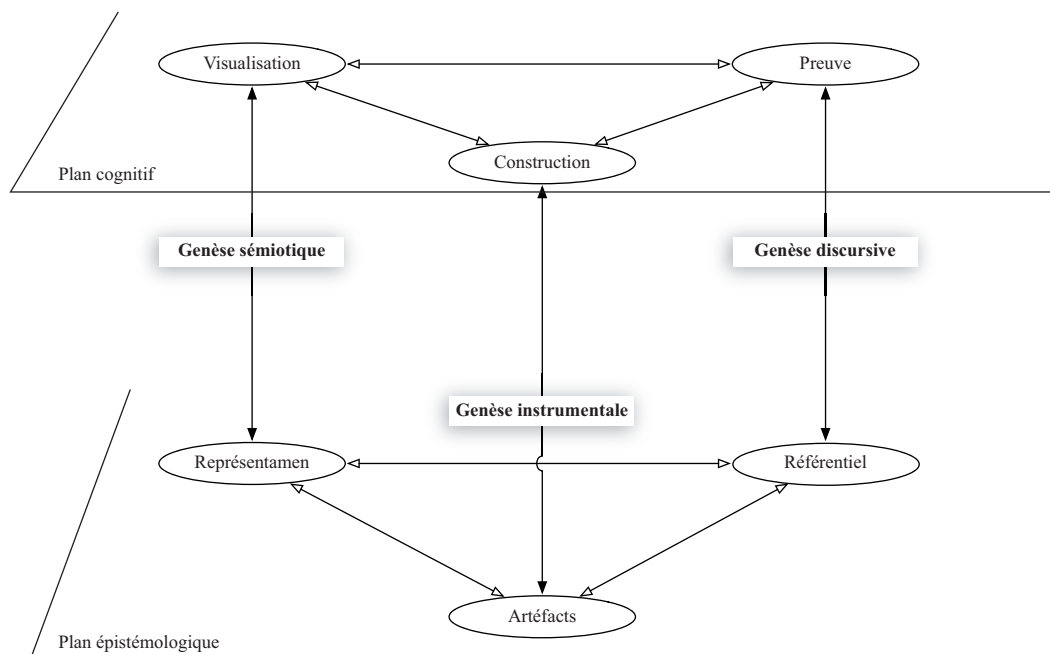 Visualisation
Preuve
Construction
Plan cognitif
Genèse sémiotique
Genèse discursive
Genèse instrumentale
Représentamen
Référentiel
Artéfacts
Plan épistémologique